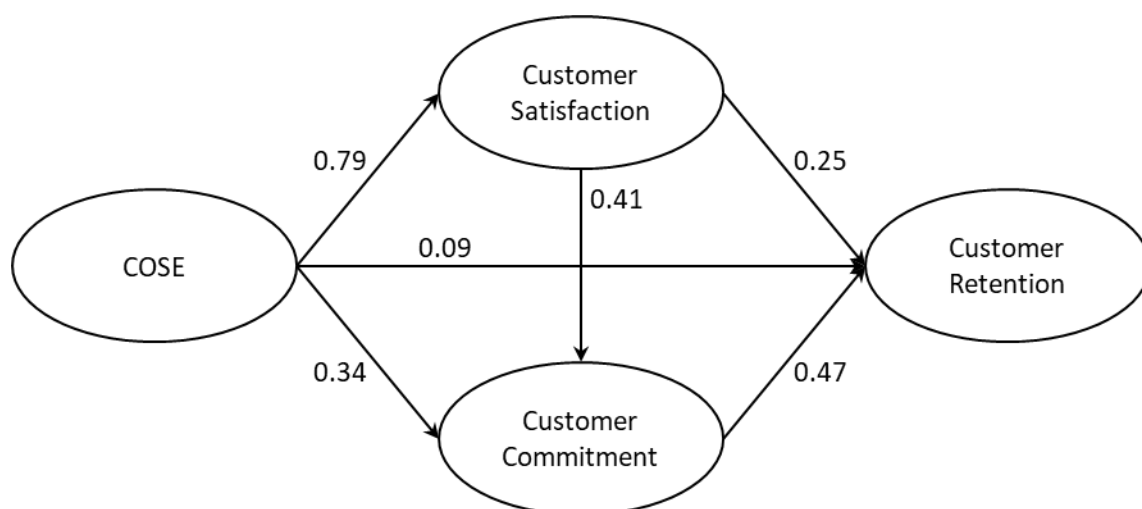 Customer
Satisfaction
0.79
0.25
0.41
0.09
COSE
Customer
Retention
0.34
0.47
Customer
Commitment